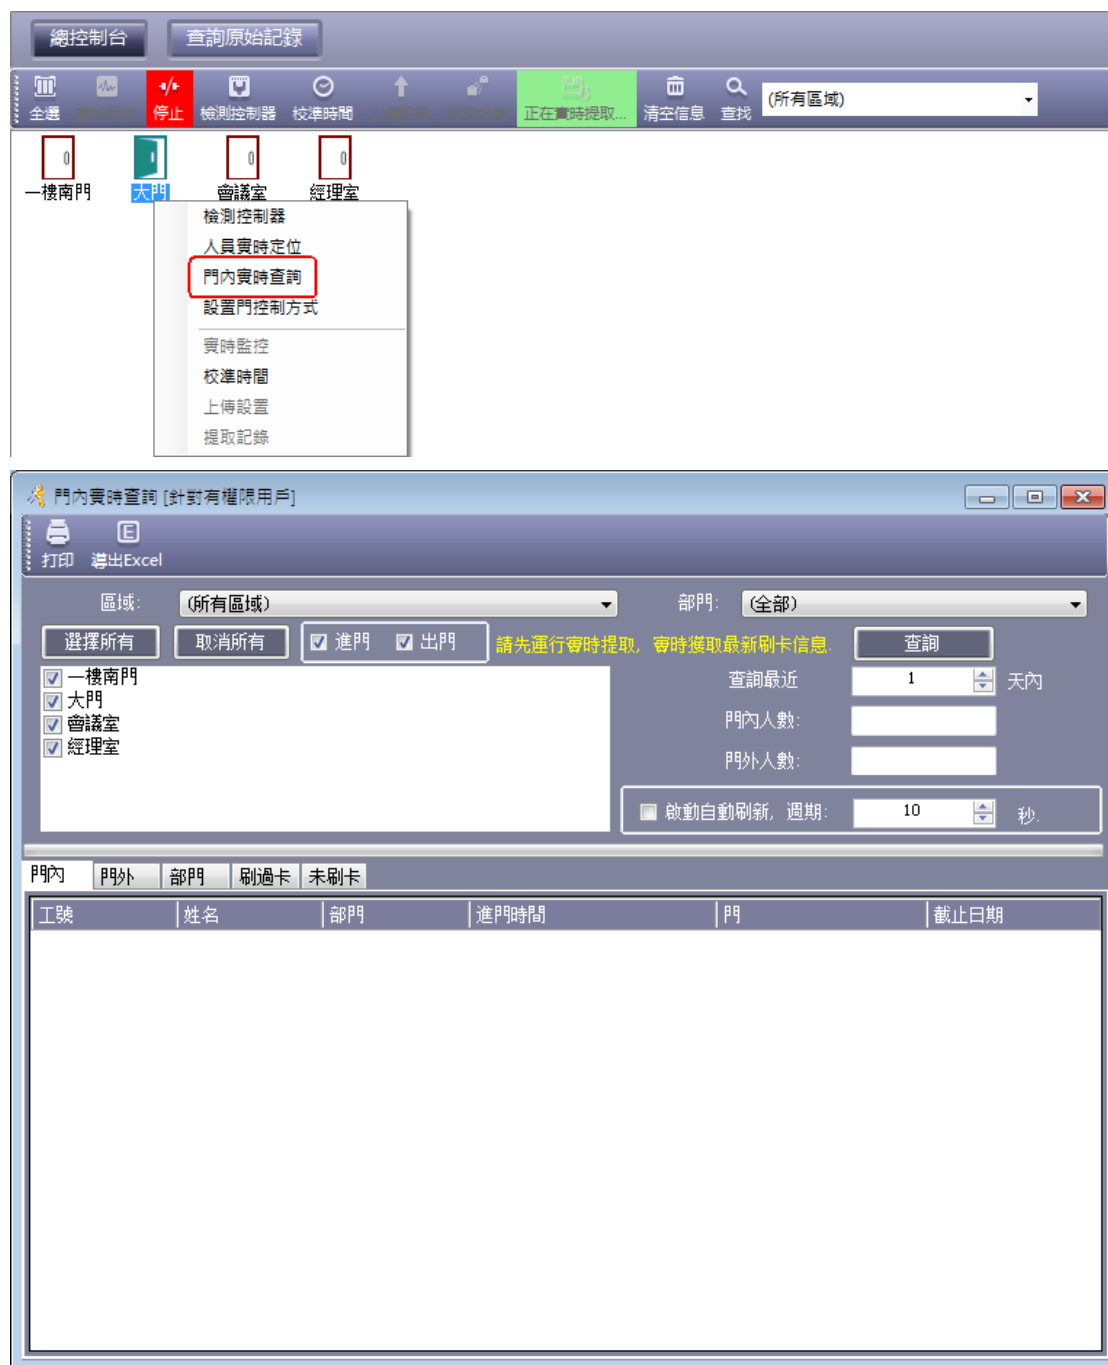 總控制台 查詢原始記錄
全選 停止 檢測控制器 校準時間 正在實時提取... 清空信息 查找 (所有區域)
一樓南門 大門 會議室 經理室
檢測控制器
人員實時定位
門內實時查詢
設置門控制方式
實時監控
校準時間
上傳設置
提取記錄
門內實時查詢 [針對有權限用戶]
打印 導出Excel
區域: (所有區域) 部門: (全部)
選擇所有 取消所有 進門 出門 請先運行實時提取, 實時獲取最新刷卡信息. 查詢
一樓南門 查詢最近 1 天內
大門
會議室 門內人數:
經理室
門外人數:
啟動自動刷新, 週期: 10 秒.
門內 門外 部門 刷過卡 未刷卡
工號 姓名 部門 進門時間 門 截止日期